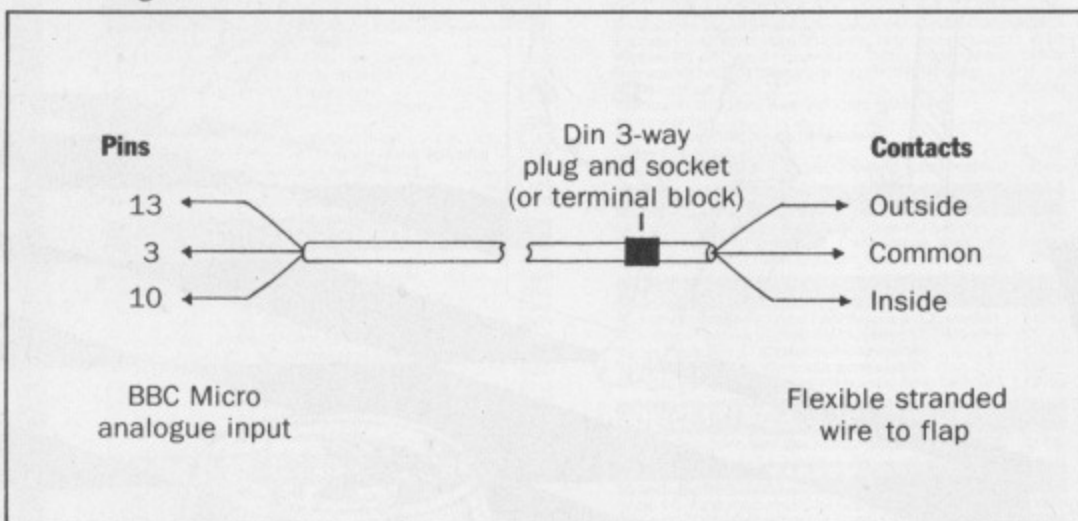 Pins
13
3
10
Din 3-way
plug and socket
(or terminal block)
Contacts
Outside
Common
Inside
BBC Micro
analogue input
Flexible stranded
wire to flap